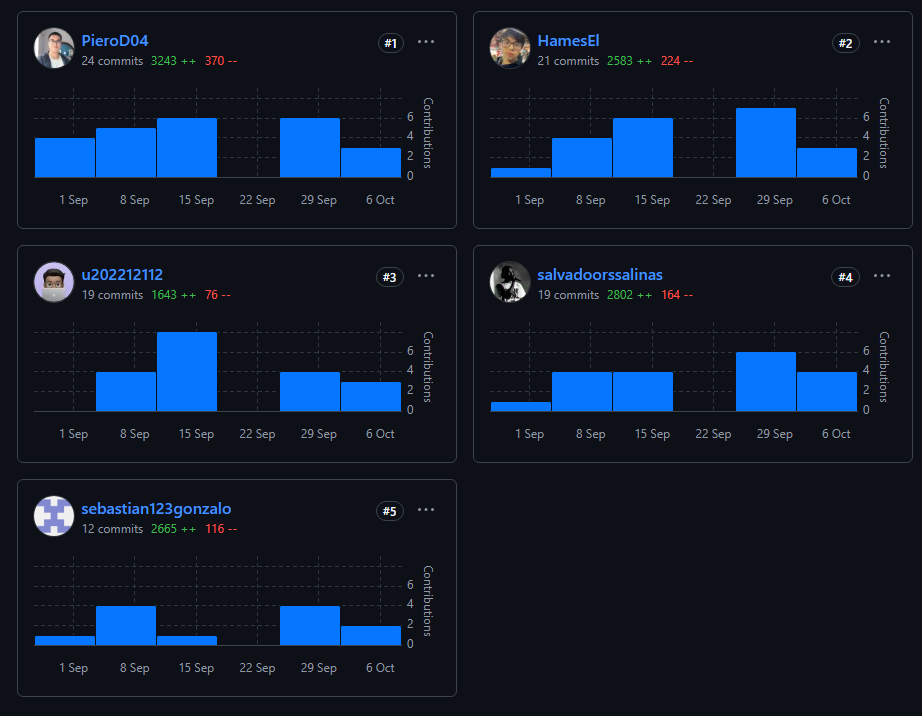 PieroD04 #1 ···
24 commits 3243 ++ 370 --
Contributions
6
4
2
0
1 Sep 8 Sep 15 Sep 22 Sep 29 Sep 6 Oct
HamesEl #2 ···
21 commits 2583 ++ 224 --
Contributions
6
4
2
0
1 Sep 8 Sep 15 Sep 22 Sep 29 Sep 6 Oct
u202212112 #3 ···
19 commits 1643 ++ 76 --
Contributions
6
4
2
0
1 Sep 8 Sep 15 Sep 22 Sep 29 Sep 6 Oct
salvadoorssalinas #4 ···
19 commits 2802 ++ 164 --
Contributions
6
4
2
0
1 Sep 8 Sep 15 Sep 22 Sep 29 Sep 6 Oct
sebastian123gonzalo #5 ···
12 commits 2665 ++ 116 --
Contributions
6
4
2
0
1 Sep 8 Sep 15 Sep 22 Sep 29 Sep 6 Oct